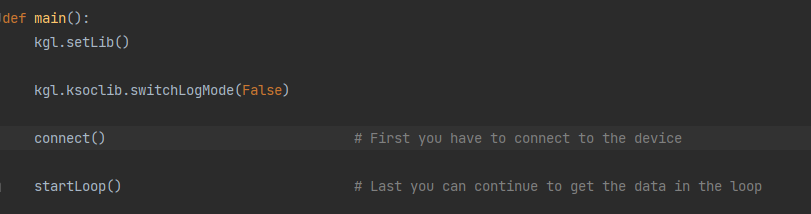 def main():
kgl.setLib()
kgl.ksoclib.switchLogMode(False)
connect() # First you have to connect to the device
startLoop() # Last you can continue to get the data in the loop